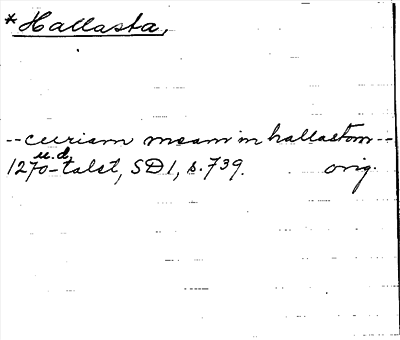 *Hallasta,
--curiam meam in hallastom--
u.d.
1270-talet, SD1, s.739. orig.